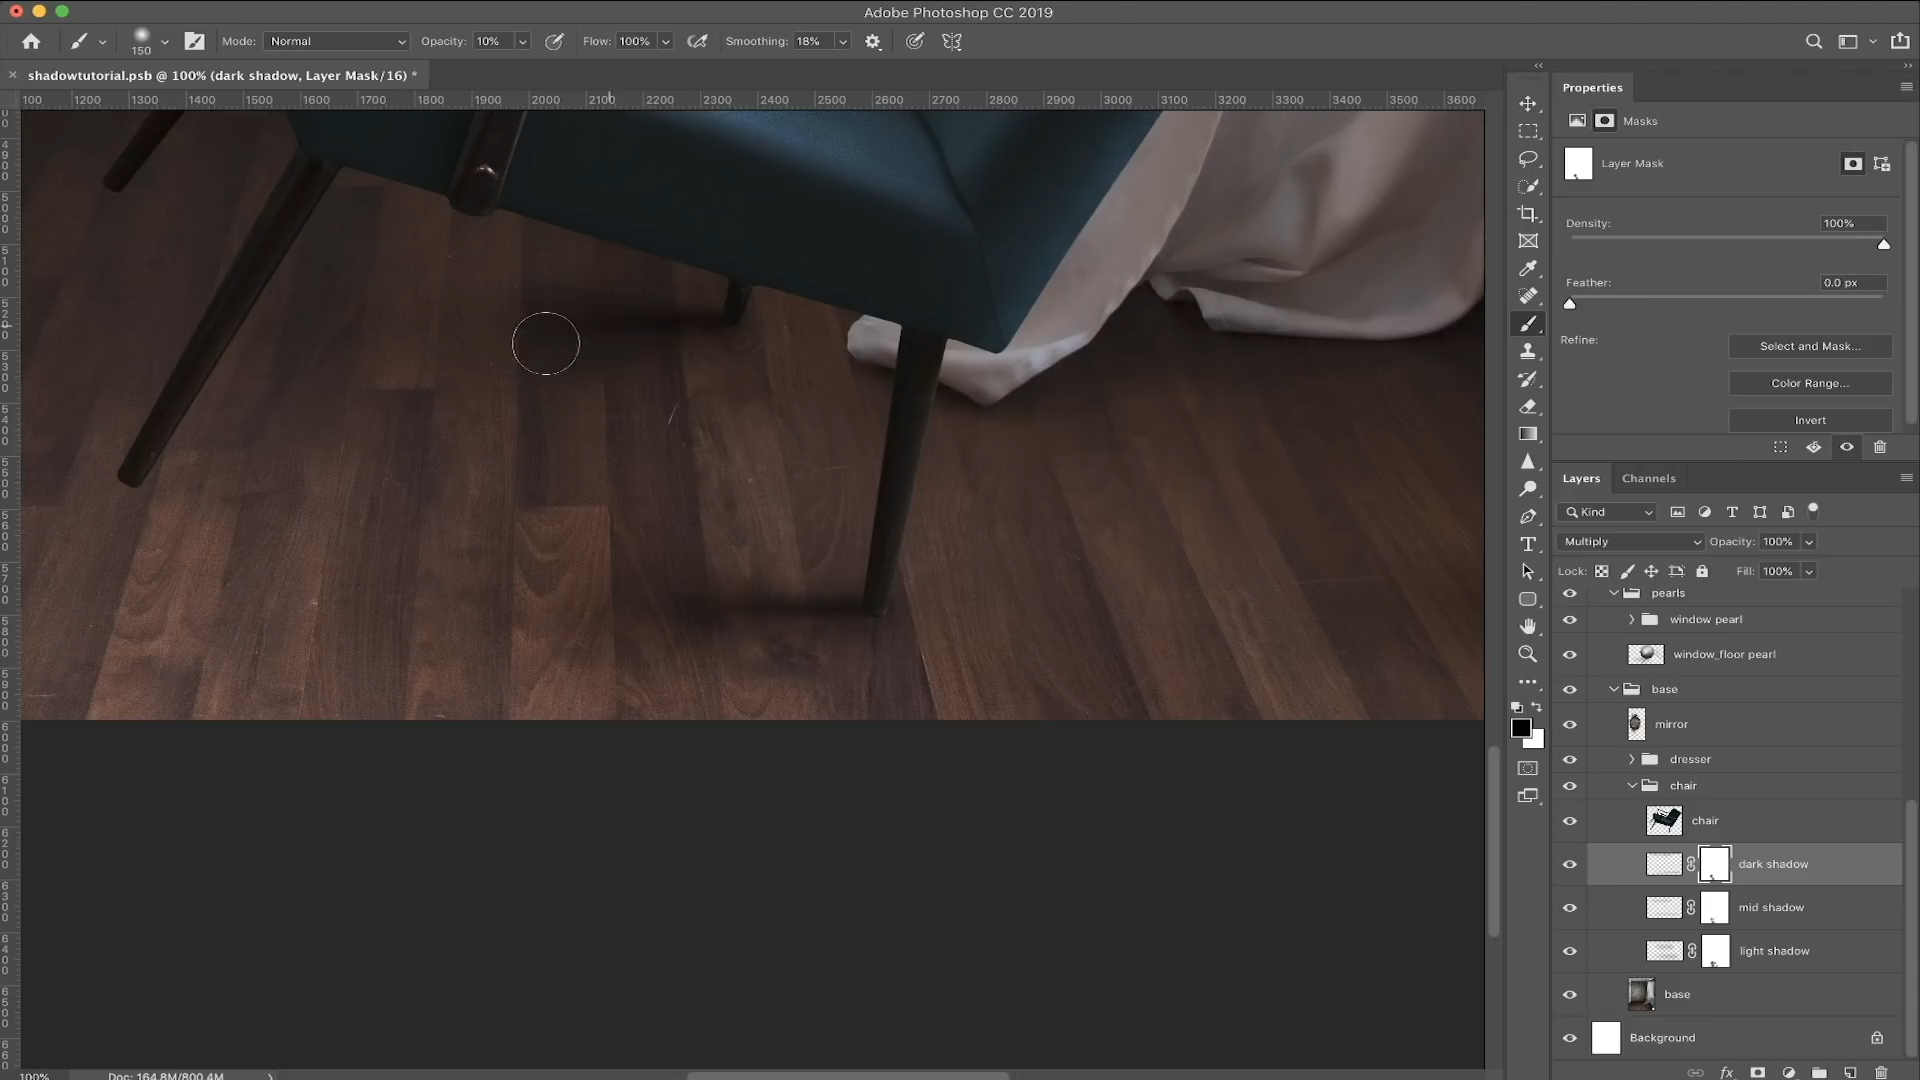 Adobe Photoshop CC 2019
150
Mode: Normal
Opacity: 10%
Flow: 100%
Smoothing: 18%
shadowtutorial.psb @ 100% (dark shadow, Layer Mask/16) *
100 1200 1300 1400 1500 1600 1700 1800 1900 2000 2100 2200 2300 2400 2500 2600 2700 2800 2900 3000 3100 3200 3300 3400 3500 3600
Properties
Masks
Layer Mask
Density: 100%
Feather: 0.0 px
Refine:
Select and Mask...
Color Range...
Invert
Layers Channels
Kind
Multiply Opacity: 100%
Lock: Fill: 100%
pearls
window pearl
window_floor pearl
base
mirror
dresser
chair
chair
dark shadow
mid shadow
light shadow
base
Background
fx
100% Doc: 164.8M/800.4M